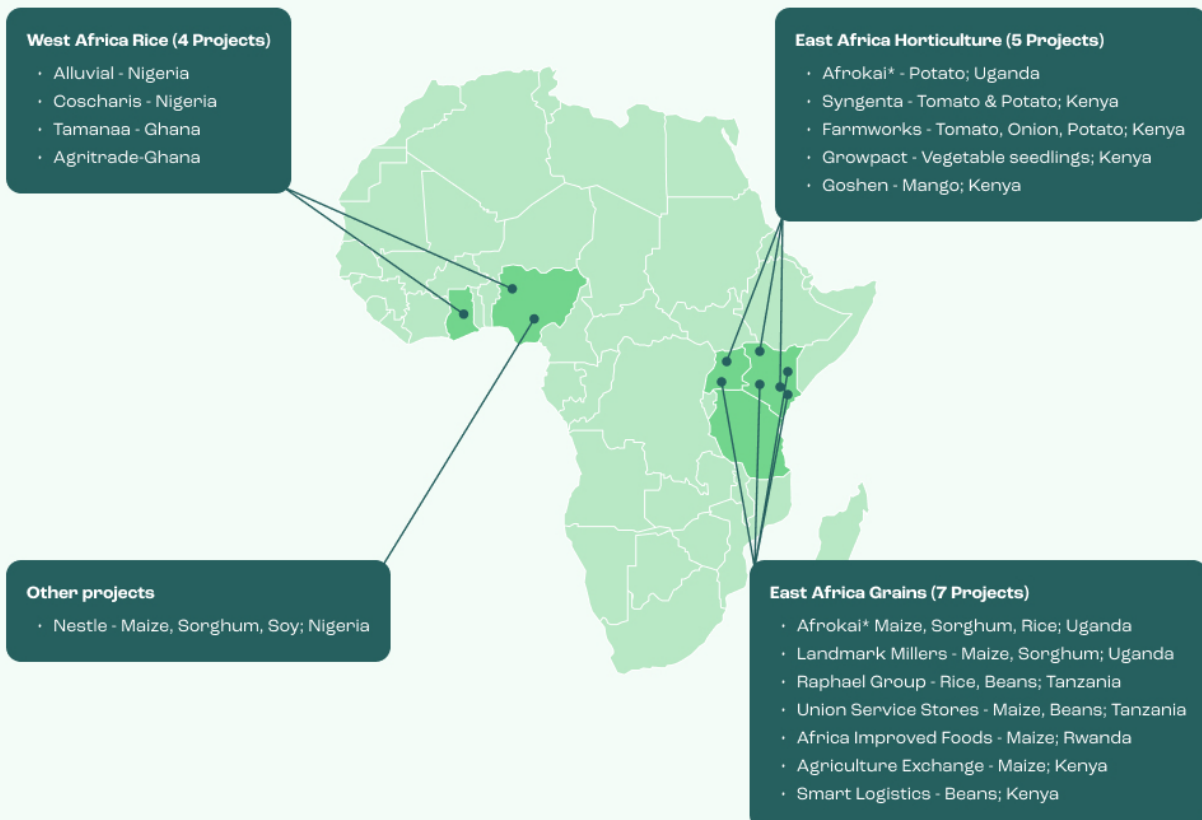 West Africa Rice (4 Projects)
· Alluvial - Nigeria
· Coscharis - Nigeria
· Tamanaa - Ghana
· Agritrade-Ghana
East Africa Horticulture (5 Projects)
· Afrokai* - Potato; Uganda
· Syngenta - Tomato & Potato; Kenya
· Farmworks - Tomato, Onion, Potato; Kenya
· Growpact - Vegetable seedlings; Kenya
· Goshen - Mango; Kenya
Other projects
· Nestle - Maize, Sorghum, Soy; Nigeria
East Africa Grains (7 Projects)
· Afrokai* Maize, Sorghum, Rice; Uganda
· Landmark Millers - Maize, Sorghum; Uganda
· Raphael Group - Rice, Beans; Tanzania
· Union Service Stores - Maize, Beans; Tanzania
· Africa Improved Foods - Maize; Rwanda
· Agriculture Exchange - Maize; Kenya
· Smart Logistics - Beans; Kenya